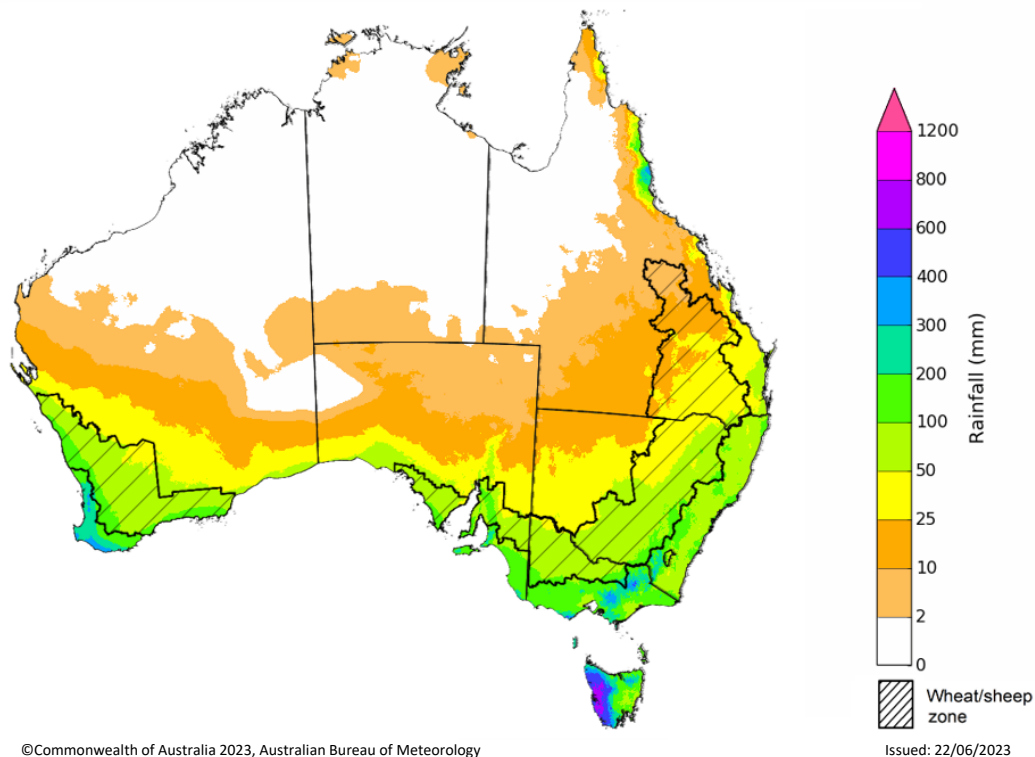 1200
800
600
400
300
200
100
50
25
10
2
0
Rainfall (mm)
Wheat/sheep
zone
©Commonwealth of Australia 2023, Australian Bureau of Meteorology
Issued: 22/06/2023